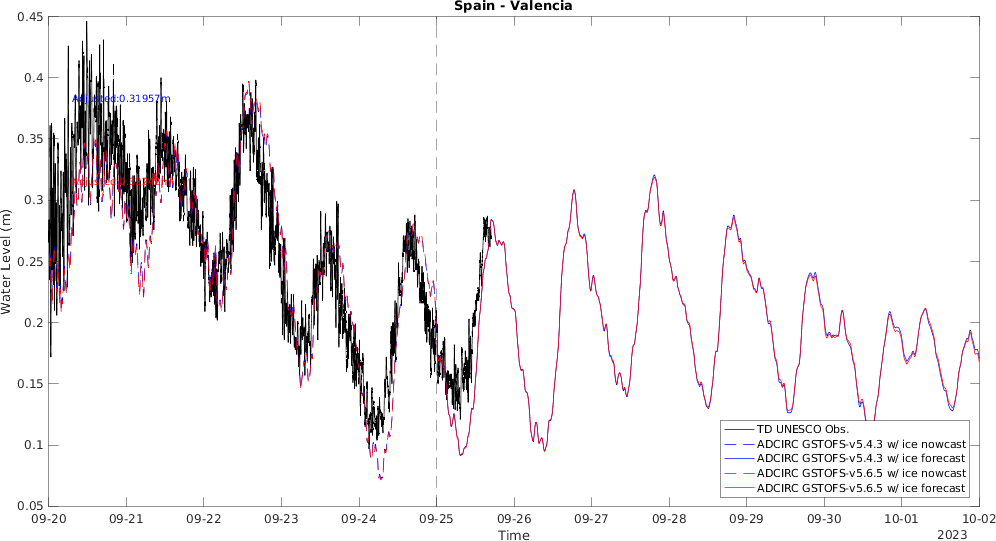 Spain - Valencia
0.45
0.4
0.35
0.3
0.25
0.2
0.15
0.1
0.05
Water Level (m)
Adjusted:0.31957m
09-20
09-21
09-22
09-23
09-24
09-25
09-26
09-27
09-28
09-29
09-30
10-01
10-02
Time
2023
TD UNESCO Obs.
ADCIRC GSTOFS-v5.4.3 w/ ice nowcast
ADCIRC GSTOFS-v5.4.3 w/ ice forecast
ADCIRC GSTOFS-v5.6.5 w/ ice nowcast
ADCIRC GSTOFS-v5.6.5 w/ ice forecast